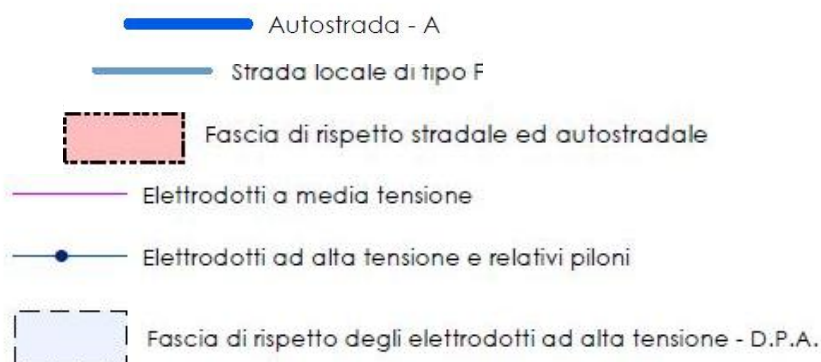 Autostrada - A
Strada locale di tipo F
Fascia di rispetto stradale ed autostradale
Elettrodotti a media tensione
Elettrodotti ad alta tensione e relativi piloni
Fascia di rispetto degli elettrodotti ad alta tensione - D.P.A.